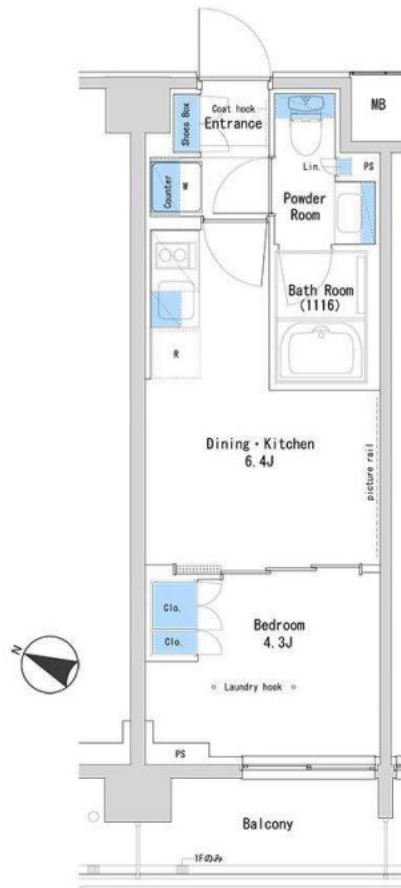 Coat hook
Entrance
Shoes Box
MB
Counter
W
Lin.
PS
Powder
Room
Bath Room
(1116)
R
Dining・Kitchen
6.4J
picture rail
Clo.
Clo.
Bedroom
4.3J
Laundry hook
N
PS
Balcony
1Fのみ